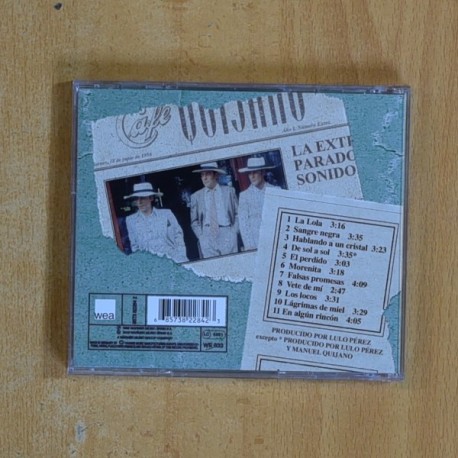 Café
QUIJANO
LA EXTR
PARADO
SONIDO
1 La Lola 3:16
2 Sangre negra 3:35
3 Hablando a un cristal 3:23
4 De sol a sol 3:35*
5 El perdido 3:03
6 Morenita 3:18
7 Falsas promesas 4:09
8 Vete de mí 2:47
9 Los locos 3:31
10 Lágrimas de miel 3:29
11 En algún rincón 4:05
PRODUCIDO POR LULO PÉREZ
excepto * PRODUCIDO POR LULO PÉREZ
Y MANUEL QUIJANO
wea